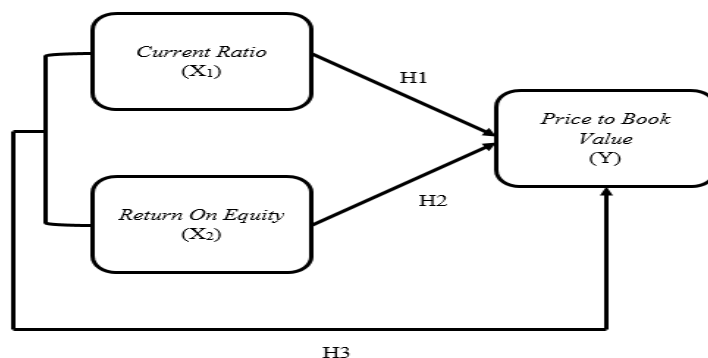 Current Ratio
(X₁)
H1
Price to Book
Value
(Y)
Return On Equity
(X₂)
H2
H3